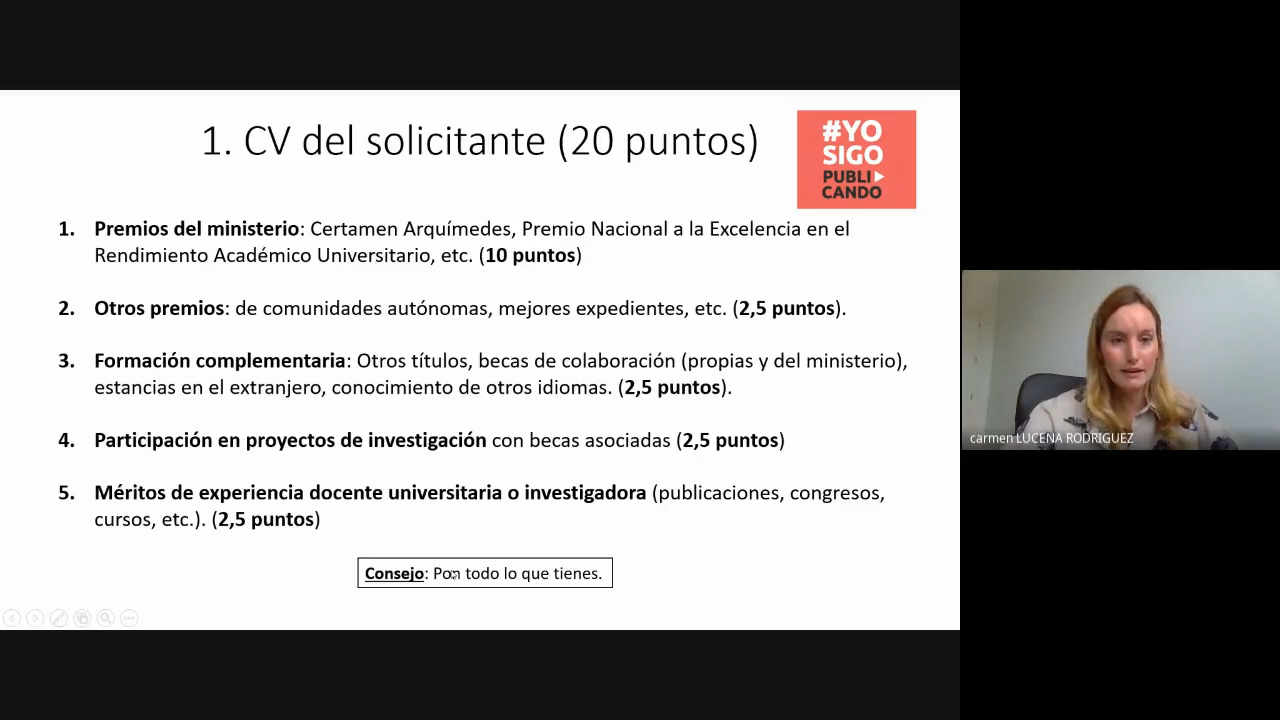 1. CV del solicitante (20 puntos)
#YO
SIGO
PUBLI
CANDO
1. Premios del ministerio: Certamen Arquímedes, Premio Nacional a la Excelencia en el
Rendimiento Académico Universitario, etc. (10 puntos)
2. Otros premios: de comunidades autónomas, mejores expedientes, etc. (2,5 puntos).
3. Formación complementaria: Otros títulos, becas de colaboración (propias y del ministerio),
estancias en el extranjero, conocimiento de otros idiomas. (2,5 puntos).
4. Participación en proyectos de investigación con becas asociadas (2,5 puntos)
5. Méritos de experiencia docente universitaria o investigadora (publicaciones, congresos,
cursos, etc.). (2,5 puntos)
Consejo: Pon todo lo que tienes.
carmen LUCENA RODRIGUEZ